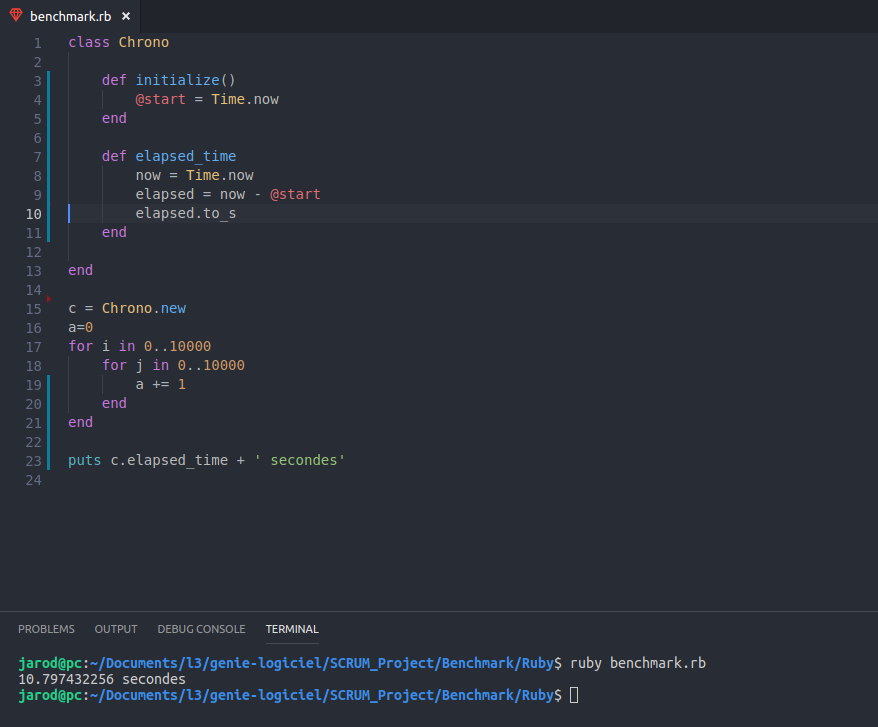 benchmark.rb ×
1 class Chrono
2
3 def initialize()
4 @start = Time.now
5 end
6
7 def elapsed_time
8 now = Time.now
9 elapsed = now - @start
10 elapsed.to_s
11 end
12
13 end
14
15 c = Chrono.new
16 a=0
17 for i in 0..10000
18 for j in 0..10000
19 a += 1
20 end
21 end
22
23 puts c.elapsed_time + ' secondes'
24
PROBLEMS OUTPUT DEBUG CONSOLE TERMINAL
jarod@pc:~/Documents/l3/genie-logiciel/SCRUM_Project/Benchmark/Ruby$ ruby benchmark.rb
10.797432256 secondes
jarod@pc:~/Documents/l3/genie-logiciel/SCRUM_Project/Benchmark/Ruby$